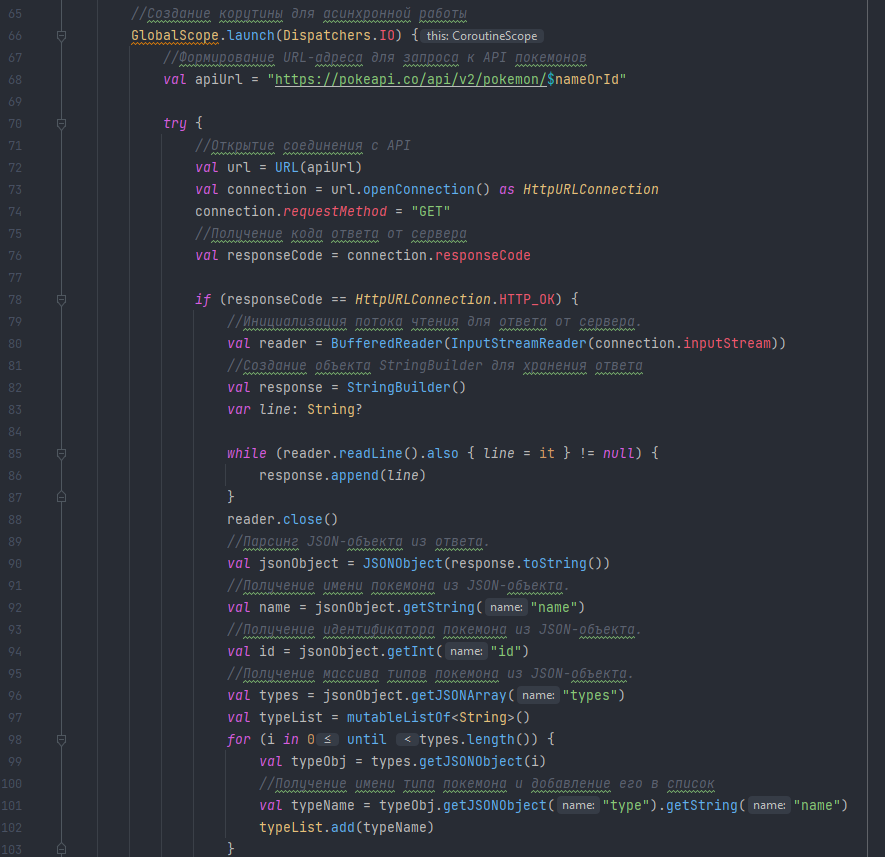 65 //Создание корутины для асинхронной работы
66 GlobalScope.launch(Dispatchers.IO) { this: CoroutineScope
67 //Формирование URL-адреса для запроса к API покемонов
68 val apiUrl = "https://pokeapi.co/api/v2/pokemon/$nameOrId"
69
70 try {
71 //Открытие соединения с API
72 val url = URL(apiUrl)
73 val connection = url.openConnection() as HttpURLConnection
74 connection.requestMethod = "GET"
75 //Получение кода ответа от сервера
76 val responseCode = connection.responseCode
77
78 if (responseCode == HttpURLConnection.HTTP_OK) {
79 //Инициализация потока чтения для ответа от сервера.
80 val reader = BufferedReader(InputStreamReader(connection.inputStream))
81 //Создание объекта StringBuilder для хранения ответа
82 val response = StringBuilder()
83 var line: String?
84
85 while (reader.readLine().also { line = it } != null) {
86 response.append(line)
87 }
88 reader.close()
89 //Парсинг JSON-объекта из ответа.
90 val jsonObject = JSONObject(response.toString())
91 //Получение имени покемона из JSON-объекта.
92 val name = jsonObject.getString( name: "name")
93 //Получение идентификатора покемона из JSON-объекта.
94 val id = jsonObject.getInt( name: "id")
95 //Получение массива типов покемона из JSON-объекта.
96 val types = jsonObject.getJSONArray( name: "types")
97 val typeList = mutableListOf<String>()
98 for (i in 0 ≤ until < types.length()) {
99 val typeObj = types.getJSONObject(i)
100 //Получение имени типа покемона и добавление его в список
101 val typeName = typeObj.getJSONObject( name: "type").getString( name: "name")
102 typeList.add(typeName)
103 }